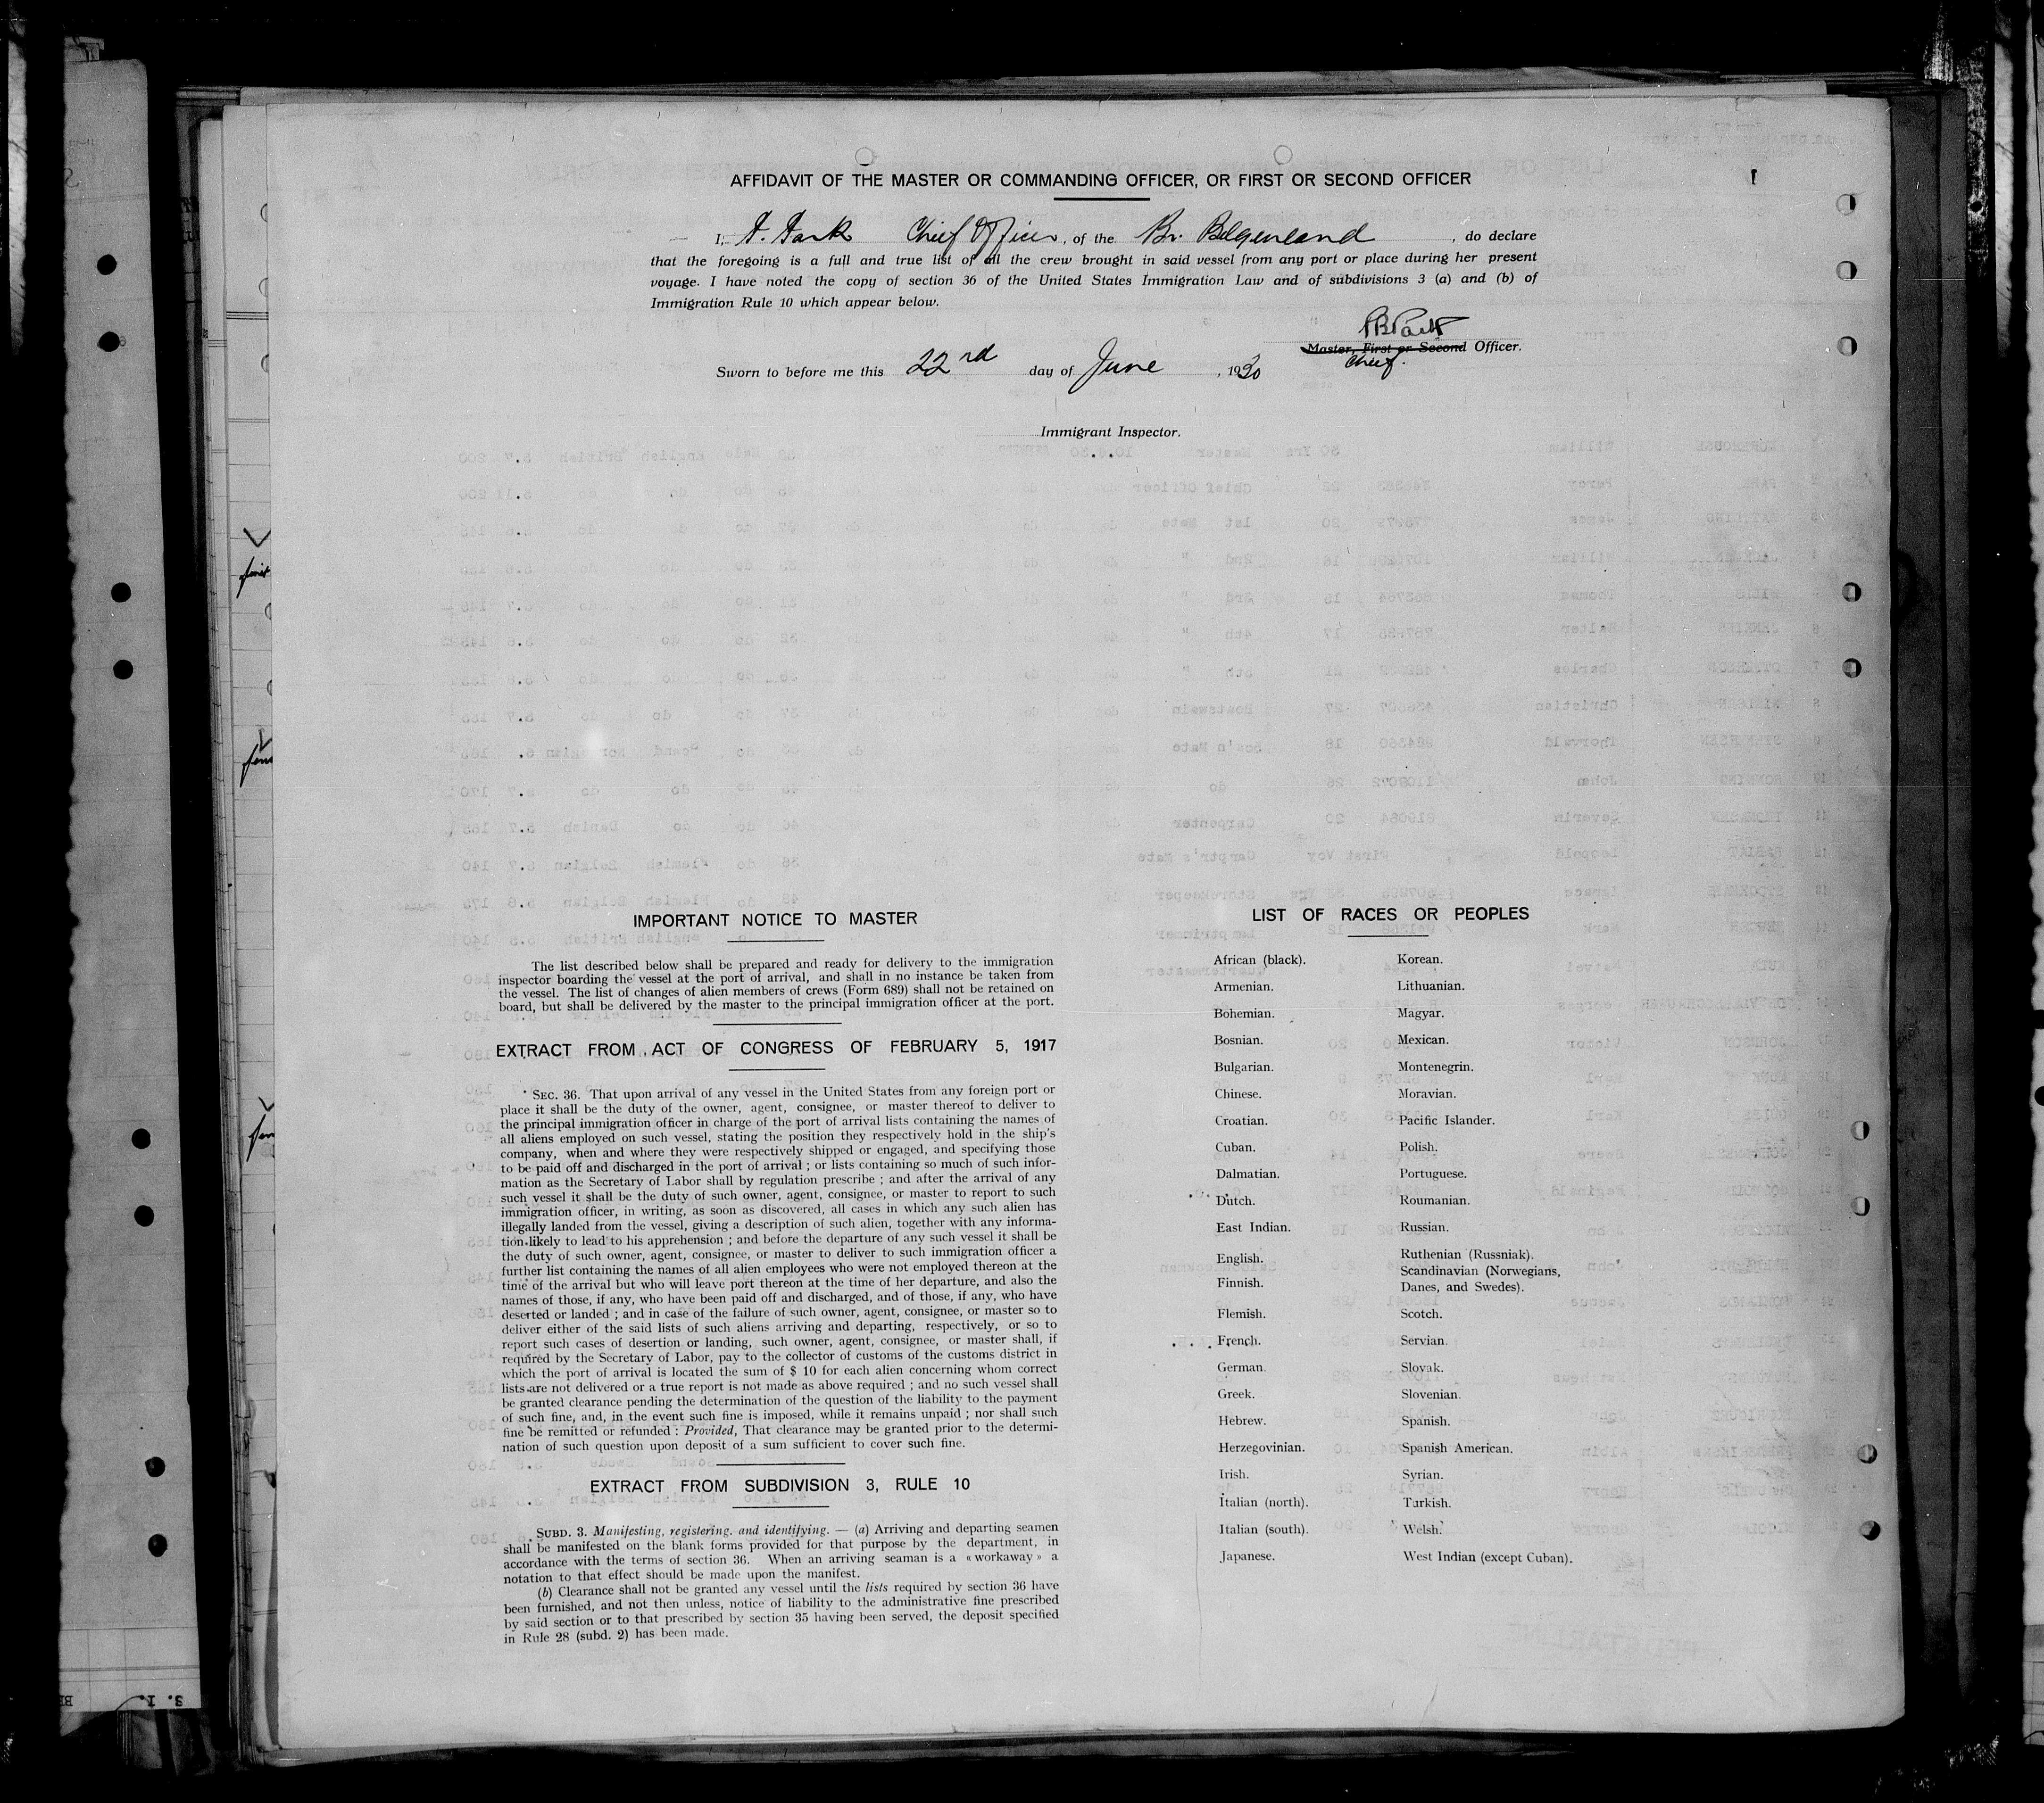 AFFIDAVIT OF THE MASTER OR COMMANDING OFFICER, OR FIRST OR SECOND OFFICER
I, P. Park Chief Officer, of the Br. Belgenland, do declare
that the foregoing is a full and true list of all the crew brought in said vessel from any port or place during her present
voyage. I have noted the copy of section 36 of the United States Immigration Law and of subdivisions 3 (a) and (b) of
Immigration Rule 10 which appear below.
Master, First or Second Officer.
Chief.
Sworn to before me this 22nd day of June, 1930
Immigrant Inspector.
IMPORTANT NOTICE TO MASTER
The list described below shall be prepared and ready for delivery to the immigration
inspector boarding the vessel at the port of arrival, and shall in no instance be taken from
the vessel. The list of changes of alien members of crews (Form 689) shall not be retained on
board, but shall be delivered by the master to the principal immigration officer at the port.
EXTRACT FROM ACT OF CONGRESS OF FEBRUARY 5, 1917
SEC. 36. That upon arrival of any vessel in the United States from any foreign port or
place it shall be the duty of the owner, agent, consignee, or master thereof to deliver to
the principal immigration officer in charge of the port of arrival lists containing the names of
all aliens employed on such vessel, stating the position they respectively hold in the ship's
company, when and where they were respectively shipped or engaged, and specifying those
to be paid off and discharged in the port of arrival ; or lists containing so much of such infor-
mation as the Secretary of Labor shall by regulation prescribe ; and after the arrival of any
such vessel it shall be the duty of such owner, agent, consignee, or master to report to such
immigration officer, in writing, as soon as discovered, all cases in which any such alien has
illegally landed from the vessel, giving a description of such alien, together with any informa-
tion likely to lead to his apprehension ; and before the departure of any such vessel it shall be
the duty of such owner, agent, consignee, or master to deliver to such immigration officer a
further list containing the names of all alien employees who were not employed thereon at the
time of the arrival but who will leave port thereon at the time of her departure, and also the
names of those, if any, who have been paid off and discharged, and of those, if any, who have
deserted or landed ; and in case of the failure of such owner, agent, consignee, or master so to
deliver either of the said lists of such aliens arriving and departing, respectively, or so to
report such cases of desertion or landing, such owner, agent, consignee, or master shall, if
required by the Secretary of Labor, pay to the collector of customs of the customs district in
which the port of arrival is located the sum of $ 10 for each alien concerning whom correct
lists are not delivered or a true report is not made as above required ; and no such vessel shall
be granted clearance pending the determination of the question of the liability to the payment
of such fine, and, in the event such fine is imposed, while it remains unpaid ; nor shall such
fine be remitted or refunded : Provided, That clearance may be granted prior to the determi-
nation of such question upon deposit of a sum sufficient to cover such fine.
EXTRACT FROM SUBDIVISION 3, RULE 10
SUBD. 3. Manifesting, registering, and identifying. — (a) Arriving and departing seamen
shall be manifested on the blank forms provided for that purpose by the department, in
accordance with the terms of section 36. When an arriving seaman is a « workaway » a
notation to that effect should be made upon the manifest.
(b) Clearance shall not be granted any vessel until the lists required by section 36 have
been furnished, and not then unless, notice of liability to the administrative fine prescribed
by said section or to that prescribed by section 35 having been served, the deposit specified
in Rule 28 (subd. 2) has been made.
LIST OF RACES OR PEOPLES
African (black).
Armenian.
Bohemian.
Bosnian.
Bulgarian.
Chinese.
Croatian.
Cuban.
Dalmatian.
Dutch.
East Indian.
English.
Finnish.
Flemish.
French.
German.
Greek.
Hebrew.
Herzegovinian.
Irish.
Italian (north).
Italian (south).
Japanese.
Korean.
Lithuanian.
Magyar.
Mexican.
Montenegrin.
Moravian.
Pacific Islander.
Polish.
Portuguese.
Roumanian.
Russian.
Ruthenian (Russniak).
Scandinavian (Norwegians,
Danes, and Swedes).
Scotch.
Servian.
Slovak.
Slovenian.
Spanish.
Spanish American.
Syrian.
Turkish.
Welsh.
West Indian (except Cuban).